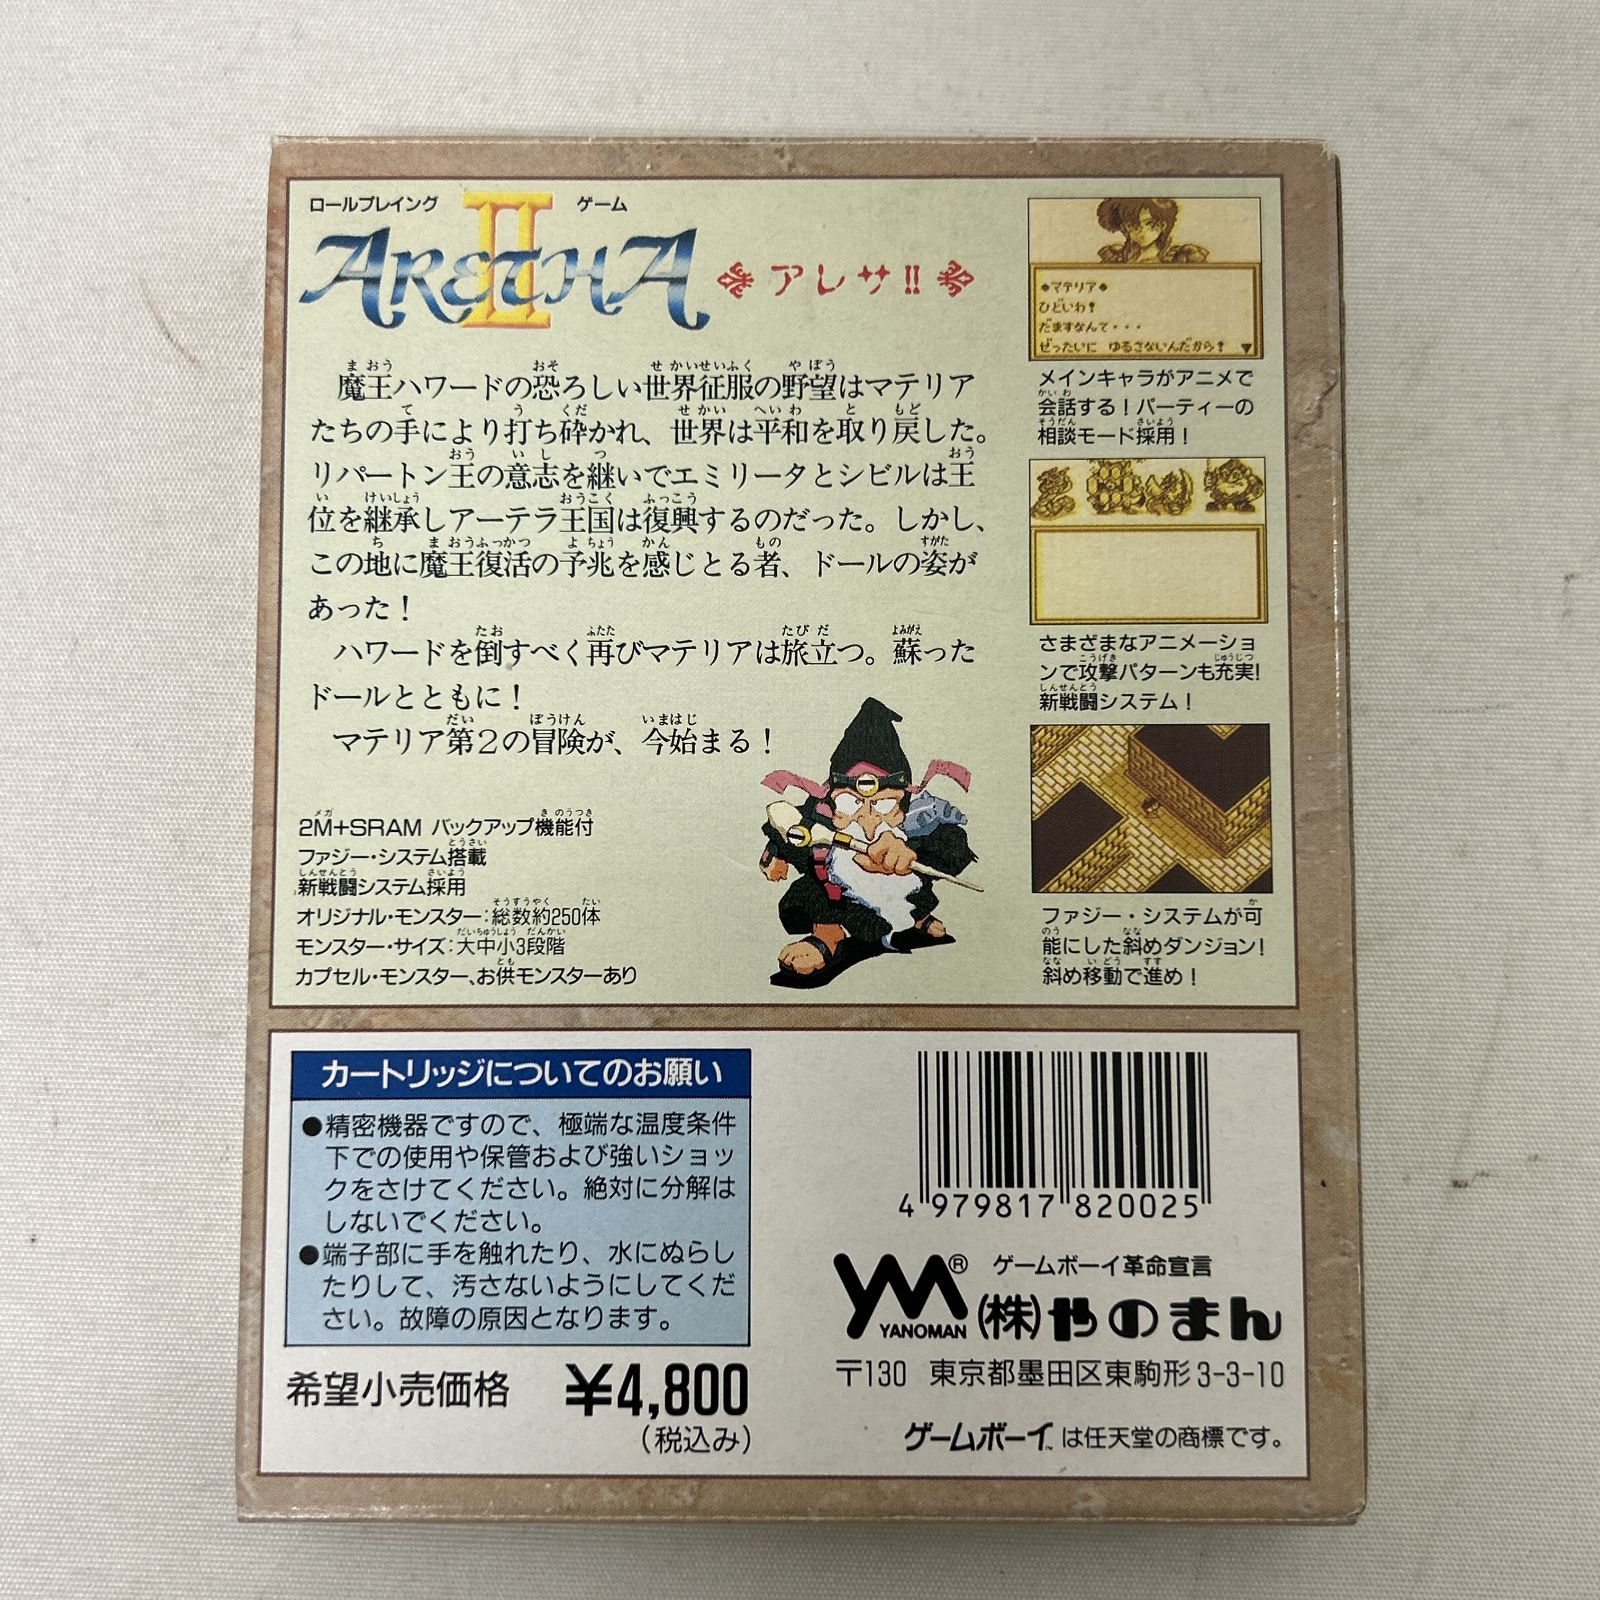 ロールプレイング ゲーム
ARETHA II
アレサII
魔王ハワードの恐ろしい世界征服の野望はマテリア
たちの手により打ち砕かれ、世界は平和を取り戻した。
リパートン王の意志を継いでエミリータとシビルは王
位を継承しアーテラ王国は復興するのだった。しかし、
この地に魔王復活の予兆を感じとる者、ドールの姿が
あった!
ハワードを倒すべく再びマテリアは旅立つ。蘇った
ドールとともに!
マテリア第2の冒険が、今始まる!
2M+SRAM バックアップ機能付
ファジー・システム搭載
新戦闘システム採用
オリジナル・モンスター:総数約250体
モンスター・サイズ:大中小3段階
カプセル・モンスター、お供モンスターあり
●マテリア●
ひどいわ!
だますなんて・・・
ぜったいに ゆるさないんだから! ▼
メインキャラがアニメで
会話する!パーティーの
相談モード採用!
さまざまなアニメーショ
ンで攻撃パターンも充実!
新戦闘システム!
ファジー・システムが可
能にした斜めダンジョン!
斜め移動で進め!
カートリッジについてのお願い
●精密機器ですので、極端な温度条件
下での使用や保管および強いショッ
クをさけてください。絶対に分解は
しないでください。
●端子部に手を触れたり、水にぬらし
たりして、汚さないようにしてくだ
さい。故障の原因となります。
希望小売価格 ¥4,800
(税込み)
4 979817 820025
YM® ゲームボーイ革命宣言
YANOMAN (株)やのまん
〒130 東京都墨田区東駒形3-3-10
ゲームボーイ™は任天堂の商標です。